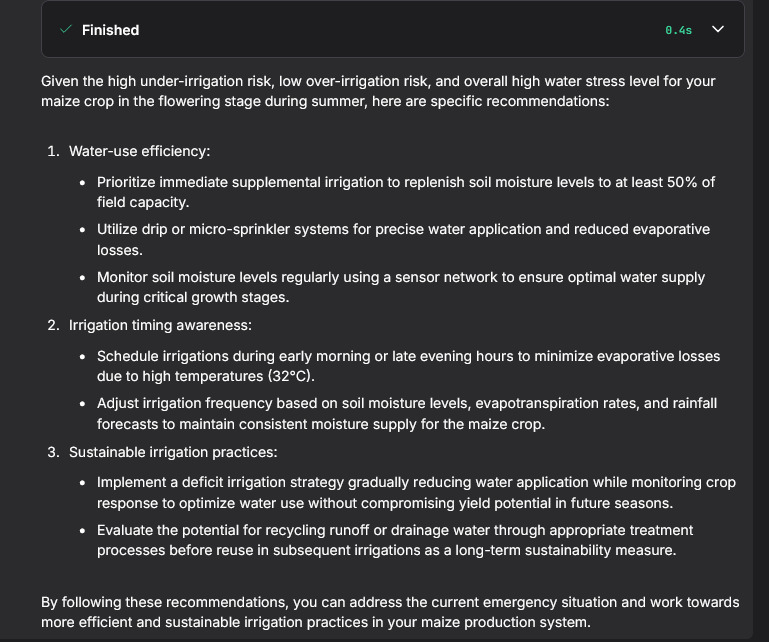 Finished
0.4s
Given the high under-irrigation risk, low over-irrigation risk, and overall high water stress level for your
maize crop in the flowering stage during summer, here are specific recommendations:
1. Water-use efficiency:
• Prioritize immediate supplemental irrigation to replenish soil moisture levels to at least 50% of
field capacity.
• Utilize drip or micro-sprinkler systems for precise water application and reduced evaporative
losses.
• Monitor soil moisture levels regularly using a sensor network to ensure optimal water supply
during critical growth stages.
2. Irrigation timing awareness:
• Schedule irrigations during early morning or late evening hours to minimize evaporative losses
due to high temperatures (32°C).
• Adjust irrigation frequency based on soil moisture levels, evapotranspiration rates, and rainfall
forecasts to maintain consistent moisture supply for the maize crop.
3. Sustainable irrigation practices:
• Implement a deficit irrigation strategy gradually reducing water application while monitoring crop
response to optimize water use without compromising yield potential in future seasons.
• Evaluate the potential for recycling runoff or drainage water through appropriate treatment
processes before reuse in subsequent irrigations as a long-term sustainability measure.
By following these recommendations, you can address the current emergency situation and work towards
more efficient and sustainable irrigation practices in your maize production system.